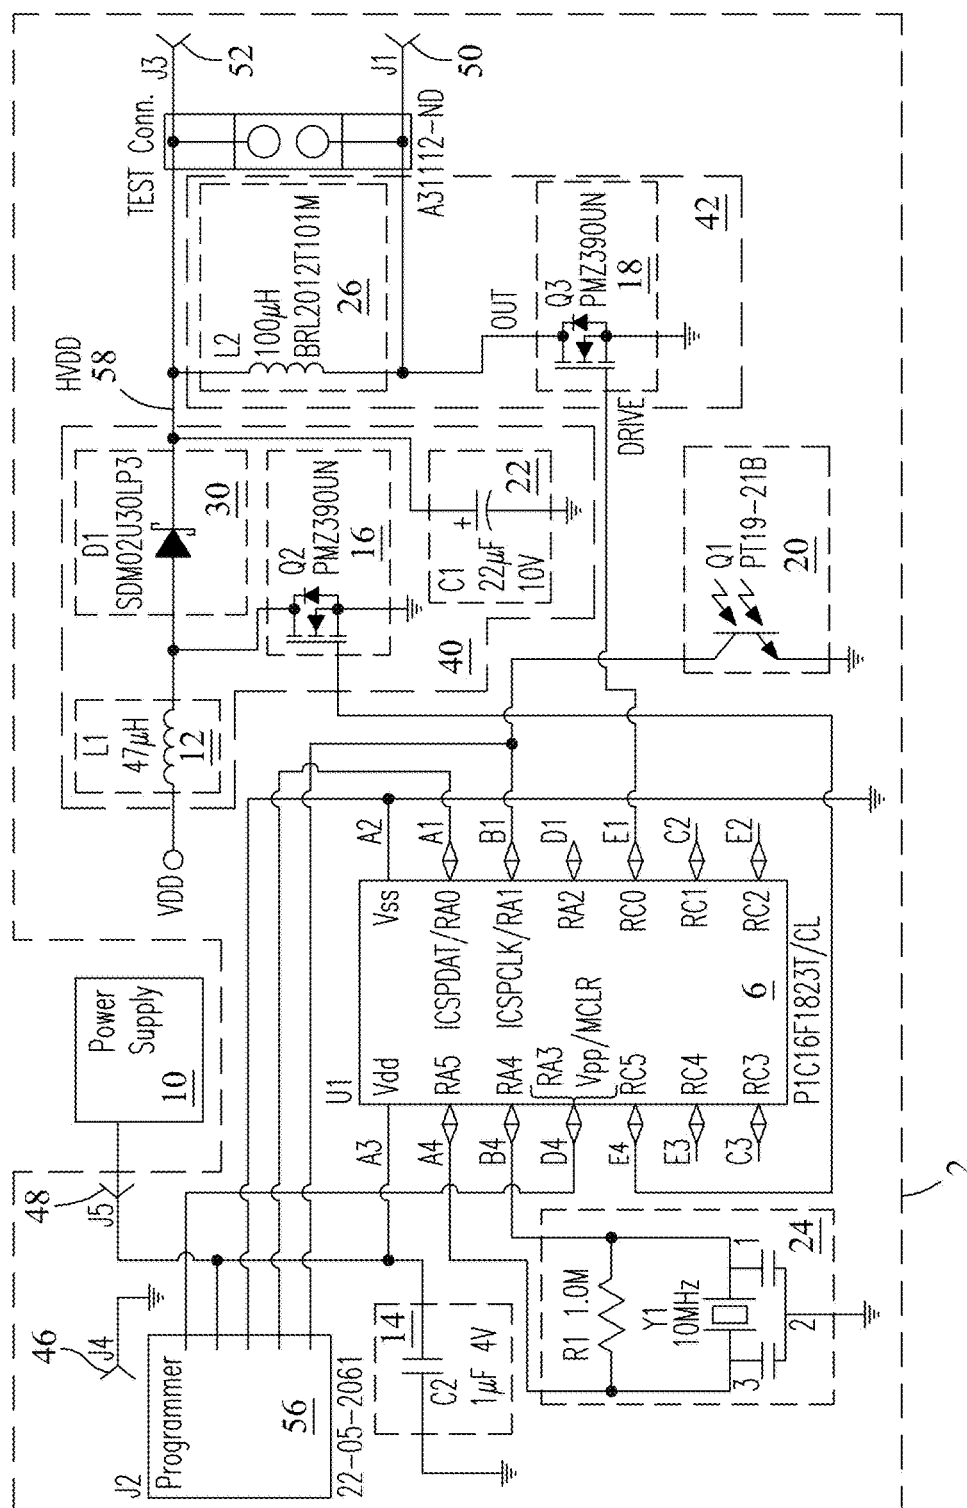 J2
Programmer
56
22-05-2061
46
J4
J5
48
Power
Supply
10
14
C2
1µF 4V
R1 1.0M
Y1
10MHz
3
2
1
24
U1
A3
Vdd
A4
RA5
B4
RA4
D4
RA3
Vpp/MCLR
E4
RC5
E3
RC4
C3
RC3
Vss
A2
ICSPDAT/RA0
A1
ICSPCLK/RA1
B1
RA2
D1
RC0
E1
RC1
C2
RC2
E2
6
P1C16F1823T/CL
VDD
L1
47µH
12
D1
SDM02U30LP3
30
Q2
PMZ390UN
16
40
C1
22µF
10V
+
22
HVDD
58
L2
100µH
BRL2012T101M
26
OUT
Q3
PMZ390UN
18
42
DRIVE
Q1
PT19-21B
20
TEST Conn.
A31112-ND
J3
52
J1
50
2